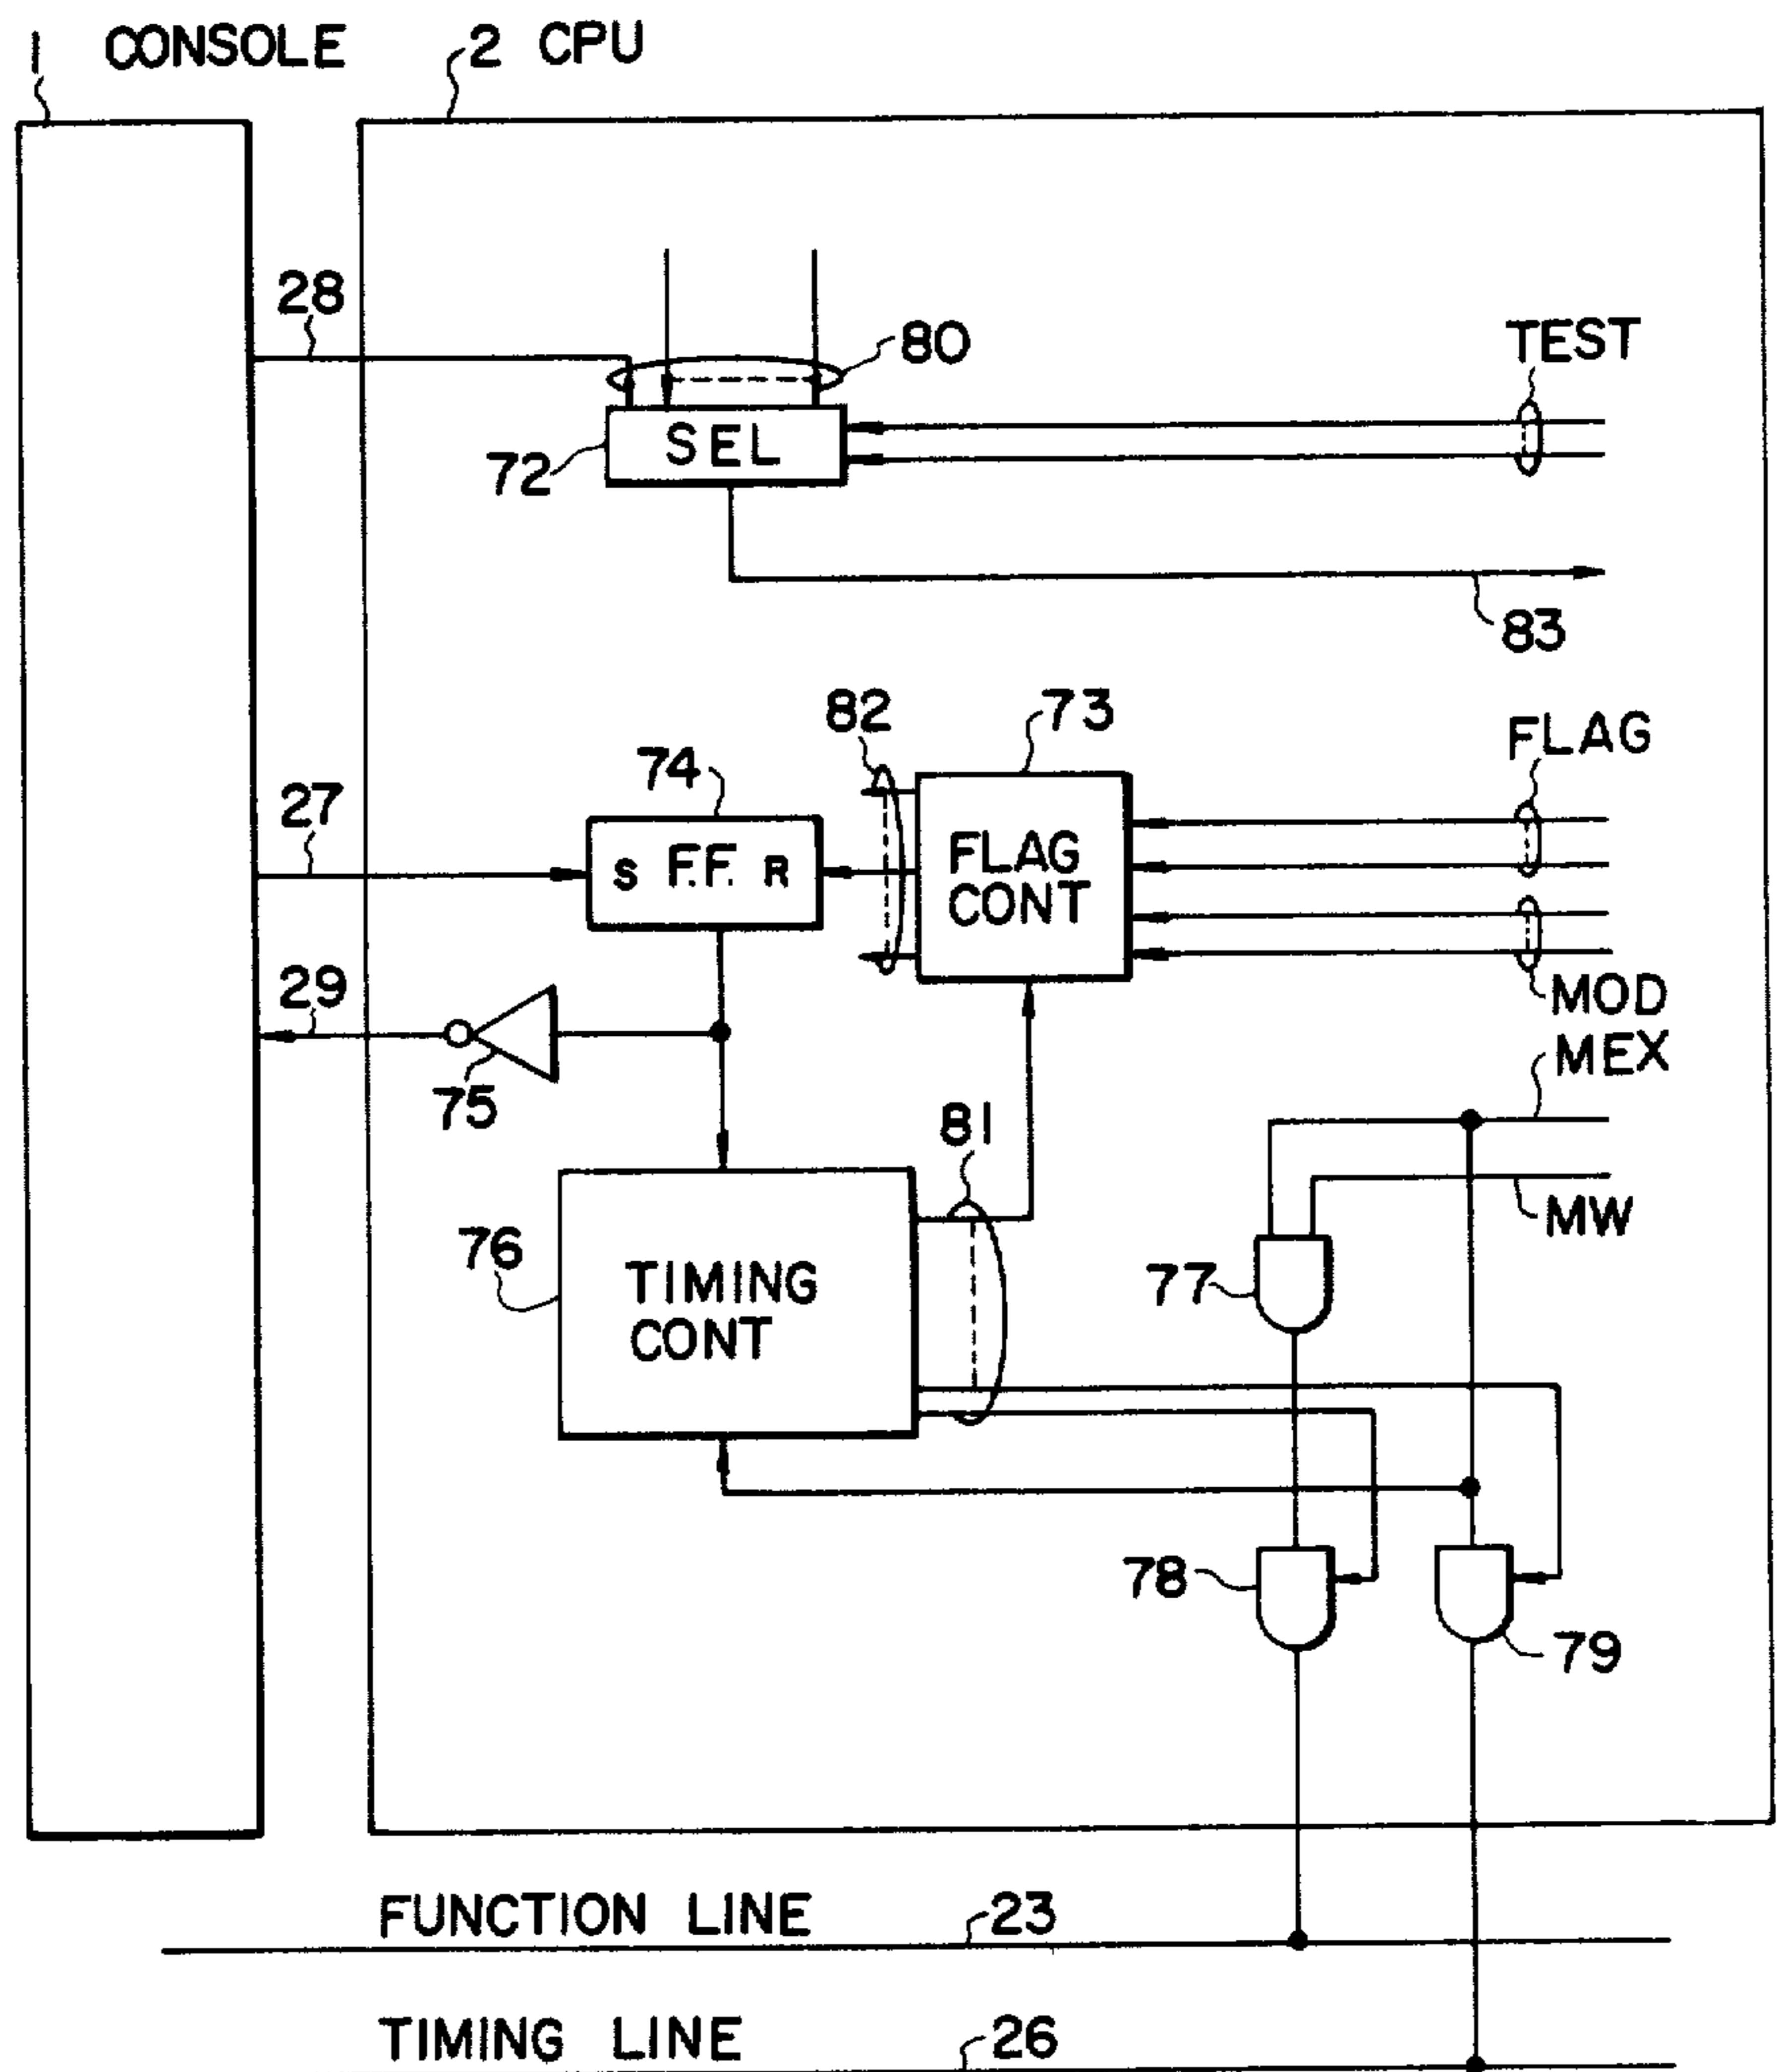 1 CONSOLE
2 CPU
28
80
TEST
SEL
72
83
82
73
FLAG
74
27
S F.F. R
FLAG
CONT
29
MOD
MEX
75
81
MW
76
77
TIMING
CONT
78
79
FUNCTION LINE
23
TIMING LINE
26